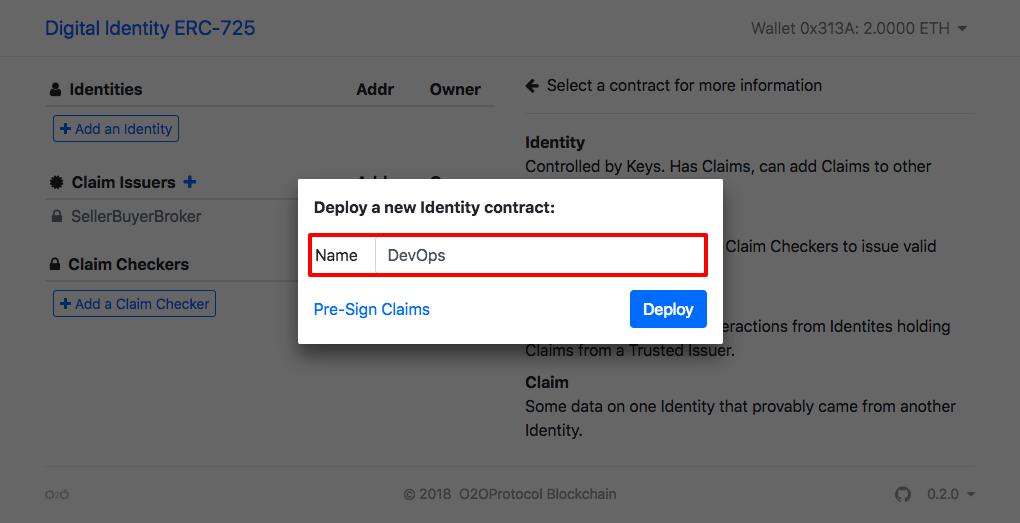 Digital Identity ERC-725
Wallet 0x313A: 2.0000 ETH
Identities Addr Owner
Select a contract for more information
Add an Identity
Identity
Controlled by Keys. Has Claims, can add Claims to other
Claim Issuers
SellerBuyerBroker
Deploy a new Identity contract:
Name DevOps
Claim Checkers to issue valid
Claim Checkers
Add a Claim Checker
Pre-Sign Claims Deploy
eractions from Identites holding
Claims from a Trusted Issuer.
Claim
Some data on one Identity that provably came from another
Identity.
O2O
© 2018 O2OProtocol Blockchain
0.2.0